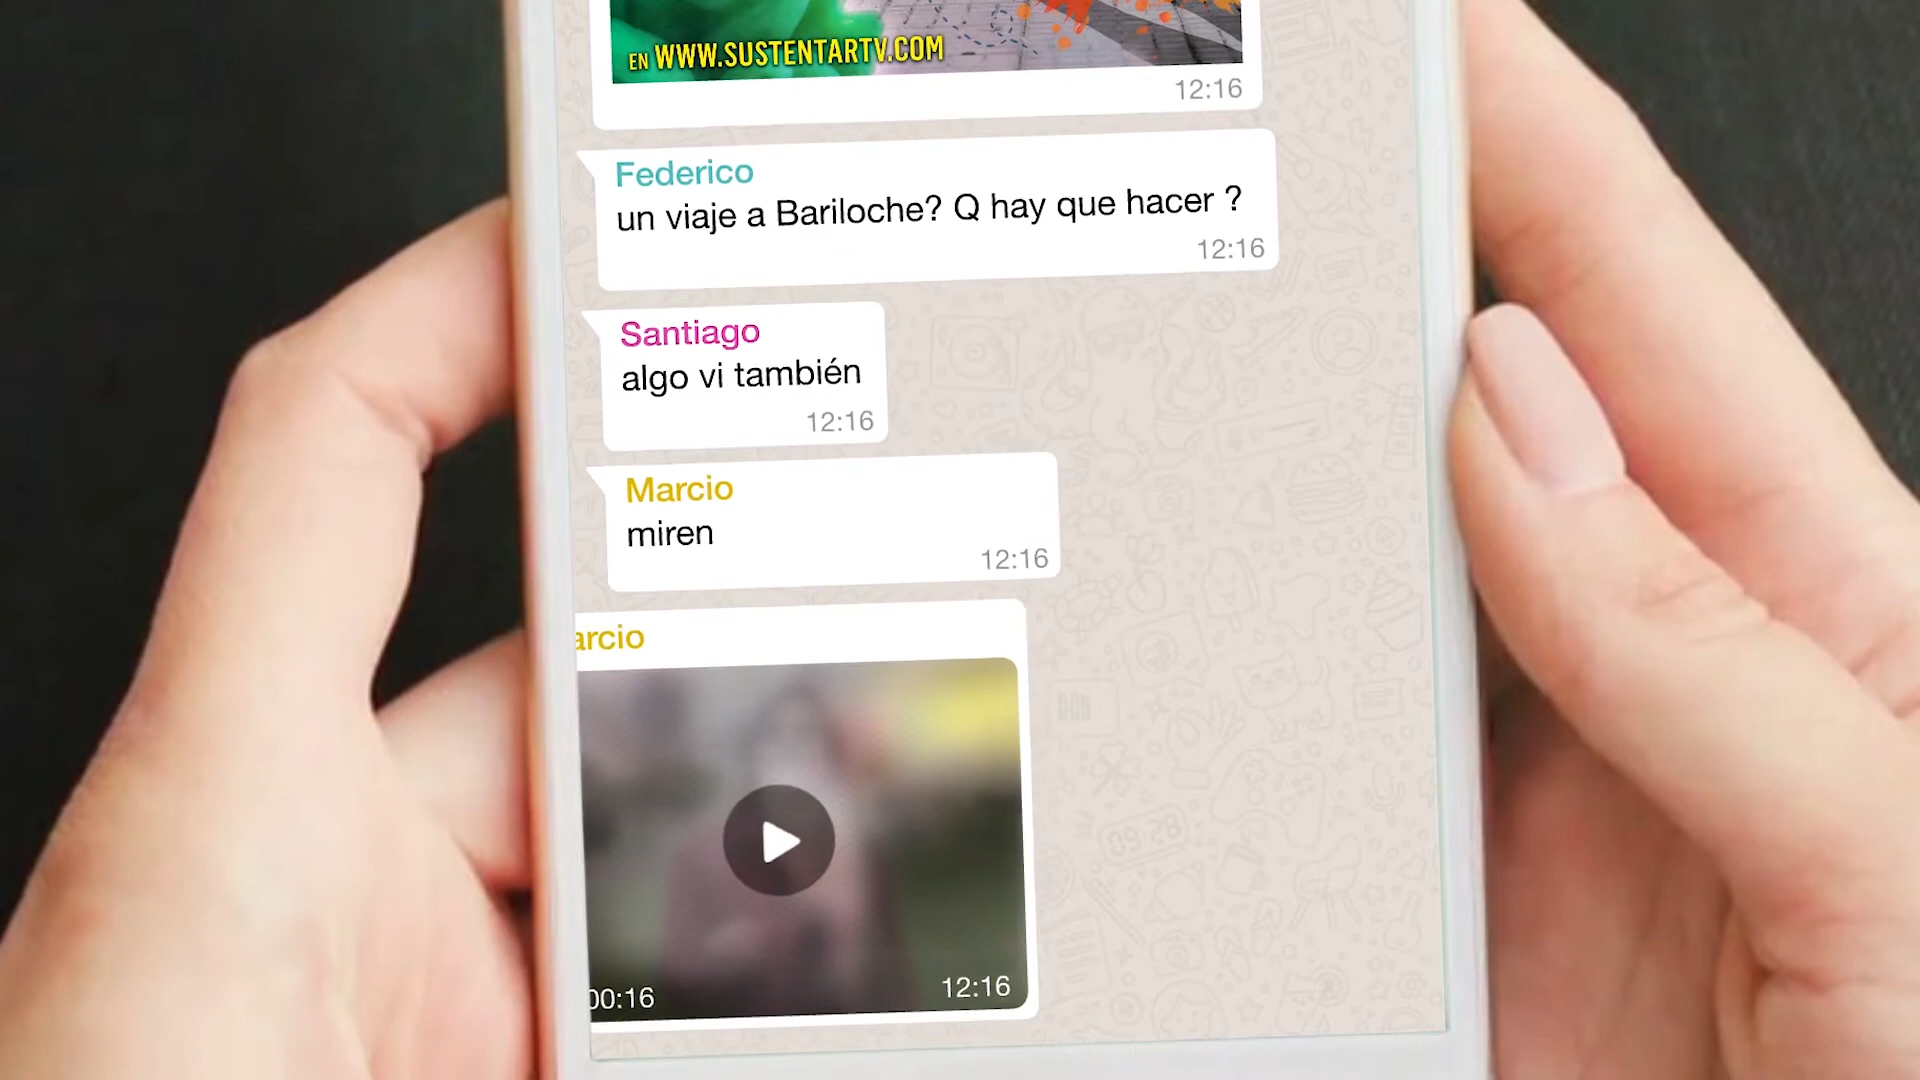 EN WWW.SUSTENTARTV.COM
12:16
Federico
un viaje a Bariloche? Q hay que hacer ?
12:16
Santiago
algo vi también
12:16
Marcio
miren
12:16
arcio
00:16
12:16